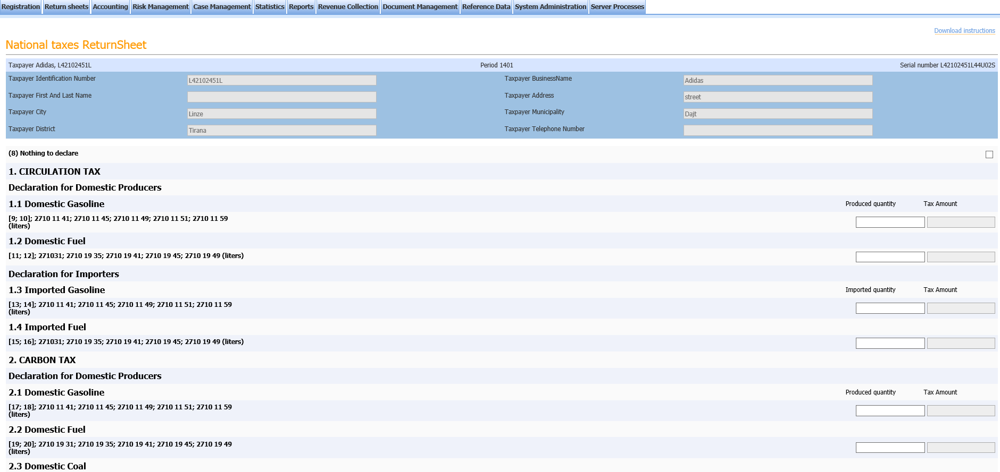 Registration Return sheets Accounting Risk Management Case Management Statistics Reports Revenue Collection Document Management Reference Data System Administration Server Processes
Download instructions
National taxes ReturnSheet
Taxpayer Adidas, L42102451L Period 1401 Serial number L42102451L44U02S
Taxpayer Identification Number L42102451L Taxpayer BusinessName Adidas
Taxpayer First And Last Name Taxpayer Address street
Taxpayer City Linze Taxpayer Municipality Dajt
Taxpayer District Tirana Taxpayer Telephone Number
(8) Nothing to declare
1. CIRCULATION TAX
Declaration for Domestic Producers
1.1 Domestic Gasoline Produced quantity Tax Amount
[9; 10]; 2710 11 41; 2710 11 45; 2710 11 49; 2710 11 51; 2710 11 59
(liters)
1.2 Domestic Fuel
[11; 12]; 271031; 2710 19 35; 2710 19 41; 2710 19 45; 2710 19 49 (liters)
Declaration for Importers
1.3 Imported Gasoline Imported quantity Tax Amount
[13; 14]; 2710 11 41; 2710 11 45; 2710 11 49; 2710 11 51; 2710 11 59
(liters)
1.4 Imported Fuel
[15; 16]; 271031; 2710 19 35; 2710 19 41; 2710 19 45; 2710 19 49 (liters)
2. CARBON TAX
Declaration for Domestic Producers
2.1 Domestic Gasoline Produced quantity Tax Amount
[17; 18]; 2710 11 41; 2710 11 45; 2710 11 49; 2710 11 51; 2710 11 59
(liters)
2.2 Domestic Fuel
[19; 20]; 2710 19 31; 2710 19 35; 2710 19 41; 2710 19 45; 2710 19 49
(liters)
2.3 Domestic Coal